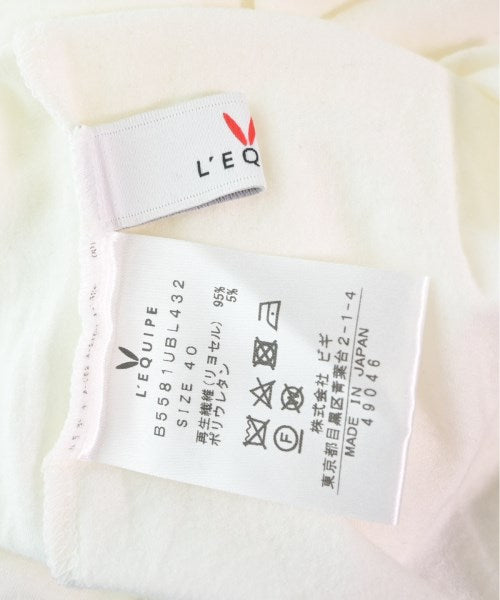 L'EQ
L'EQUIPE
B5581UBL432
SIZE 40
再生繊維(リヨセル) 95%
ポリウレタン 5%
F
株式会社 ビギ
東京都目黒区青葉台2-1-4
MADE IN JAPAN
49046